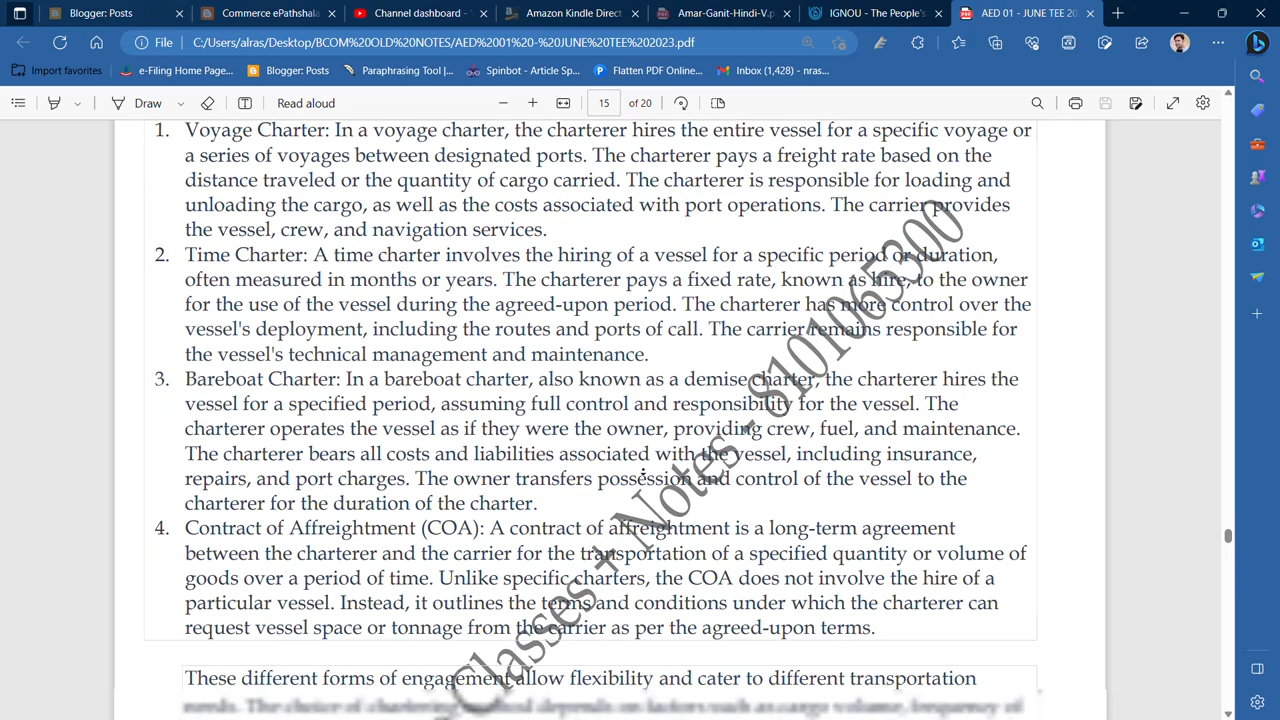 Blogger: Posts
Commerce ePathshala
Channel dashboard -
Amazon Kindle Direct
Amar-Ganit-Hindi-V.p
IGNOU - The People's
AED 01 - JUNE TEE 20
File
C:/Users/alras/Desktop/BCOM%20OLD%20NOTES/AED%2001%20-%20JUNE%20TEE%202023.pdf
Import favorites
e-Filing Home Page...
Blogger: Posts
Paraphrasing Tool |...
Spinbot - Article Sp...
Flatten PDF Online...
Inbox (1,428) - nras...
Draw
Read aloud
15 of 20
1. Voyage Charter: In a voyage charter, the charterer hires the entire vessel for a specific voyage or
a series of voyages between designated ports. The charterer pays a freight rate based on the
distance traveled or the quantity of cargo carried. The charterer is responsible for loading and
unloading the cargo, as well as the costs associated with port operations. The carrier provides
the vessel, crew, and navigation services.
2. Time Charter: A time charter involves the hiring of a vessel for a specific period or duration,
often measured in months or years. The charterer pays a fixed rate, known as hire, to the owner
for the use of the vessel during the agreed-upon period. The charterer has more control over the
vessel's deployment, including the routes and ports of call. The carrier remains responsible for
the vessel's technical management and maintenance.
3. Bareboat Charter: In a bareboat charter, also known as a demise charter, the charterer hires the
vessel for a specified period, assuming full control and responsibility for the vessel. The
charterer operates the vessel as if they were the owner, providing crew, fuel, and maintenance.
The charterer bears all costs and liabilities associated with the vessel, including insurance,
repairs, and port charges. The owner transfers possession and control of the vessel to the
charterer for the duration of the charter.
4. Contract of Affreightment (COA): A contract of affreightment is a long-term agreement
between the charterer and the carrier for the transportation of a specified quantity or volume of
goods over a period of time. Unlike specific charters, the COA does not involve the hire of a
particular vessel. Instead, it outlines the terms and conditions under which the charterer can
request vessel space or tonnage from the carrier as per the agreed-upon terms.
These different forms of engagement allow flexibility and cater to different transportation
needs. The choice of chartering method depends on factors such as cargo volume, frequency of
Classes + Notes - 8101065300